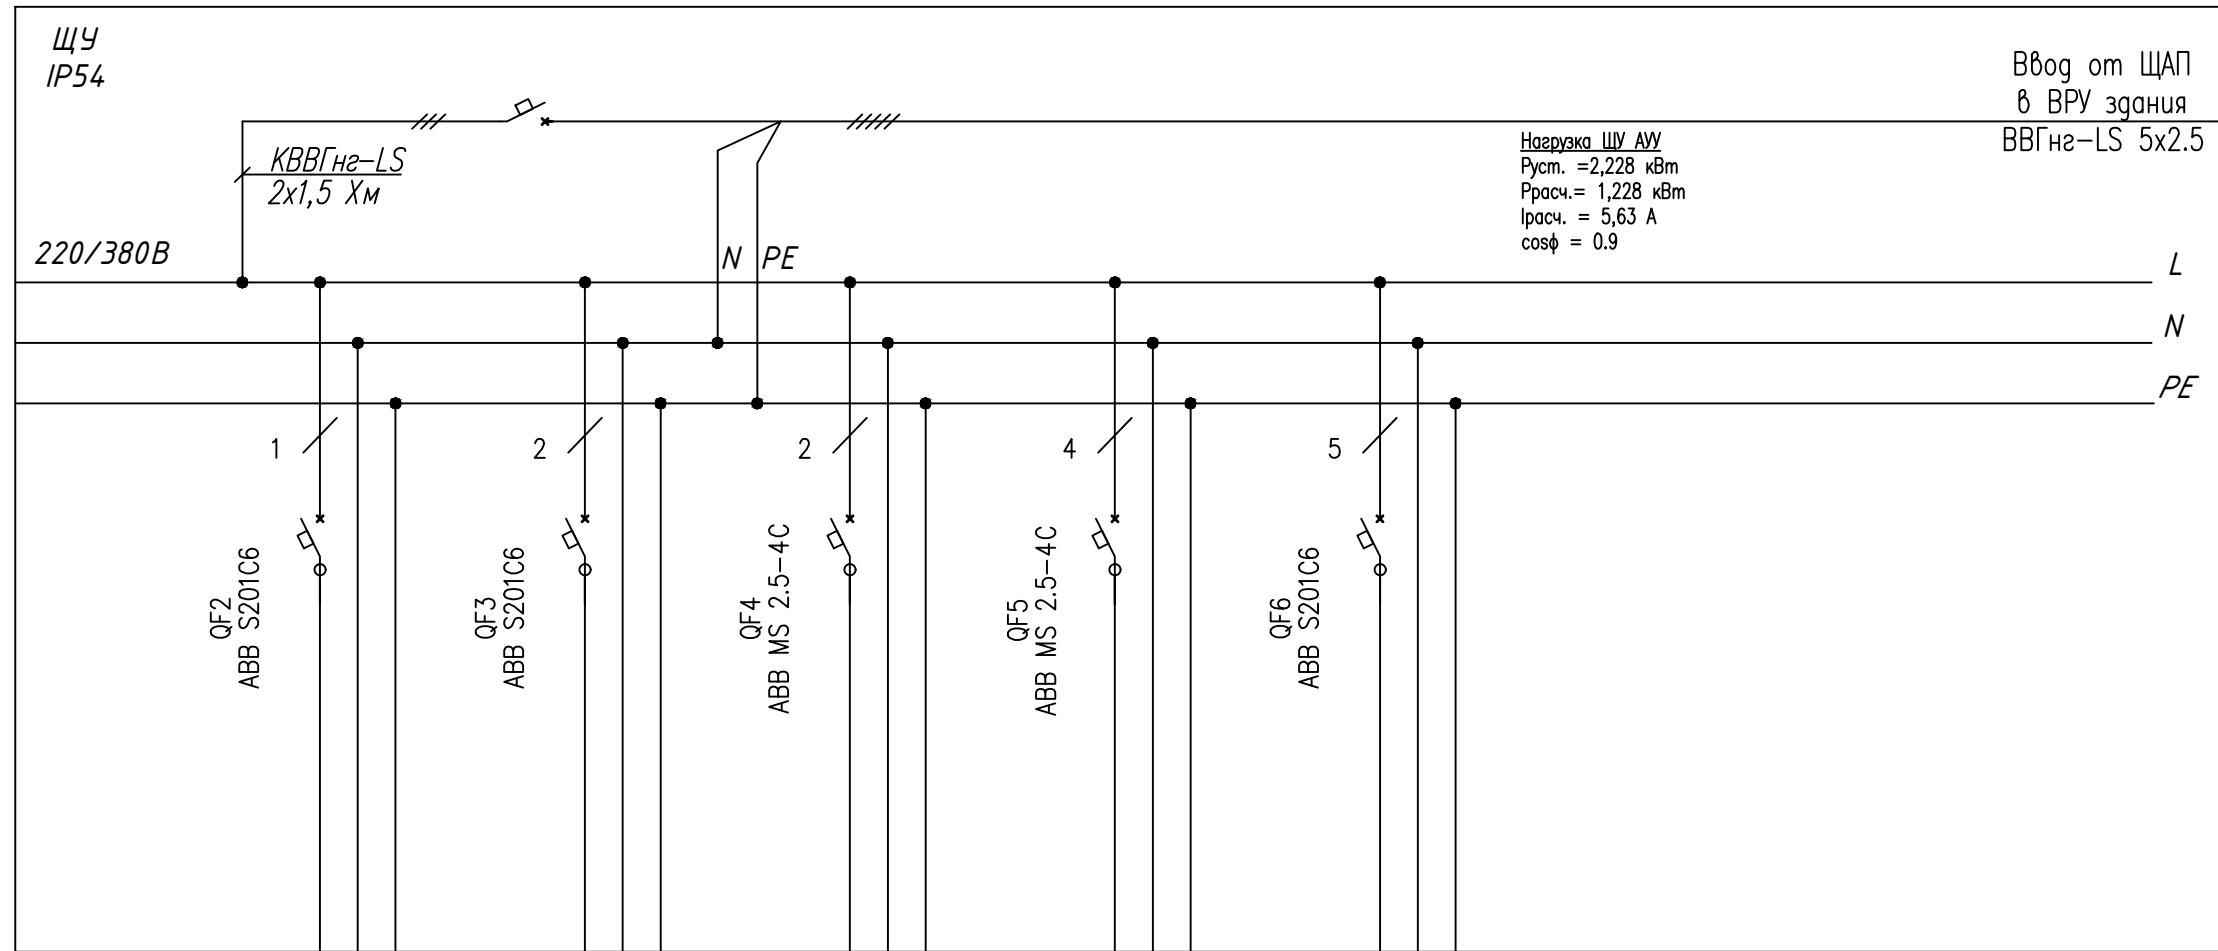 ЩУ
IP54
Ввод от ЩАП
в ВРУ здания
ВВГнг-LS 5x2.5
КВВГнг-LS
2x1,5 Xм
Нагрузка ЩУ АУУ
Руст. =2,228 кВт
Ррасч.= 1,228 кВт
Iрасч. = 5,63 А
cosϕ = 0.9
220/380В
N
PE
L
N
PE
1
2
2
4
5
QF2
ABB S201C6
QF3
ABB S201C6
QF4
ABB MS 2.5-4C
QF5
ABB MS 2.5-4C
QF6
ABB S201C6